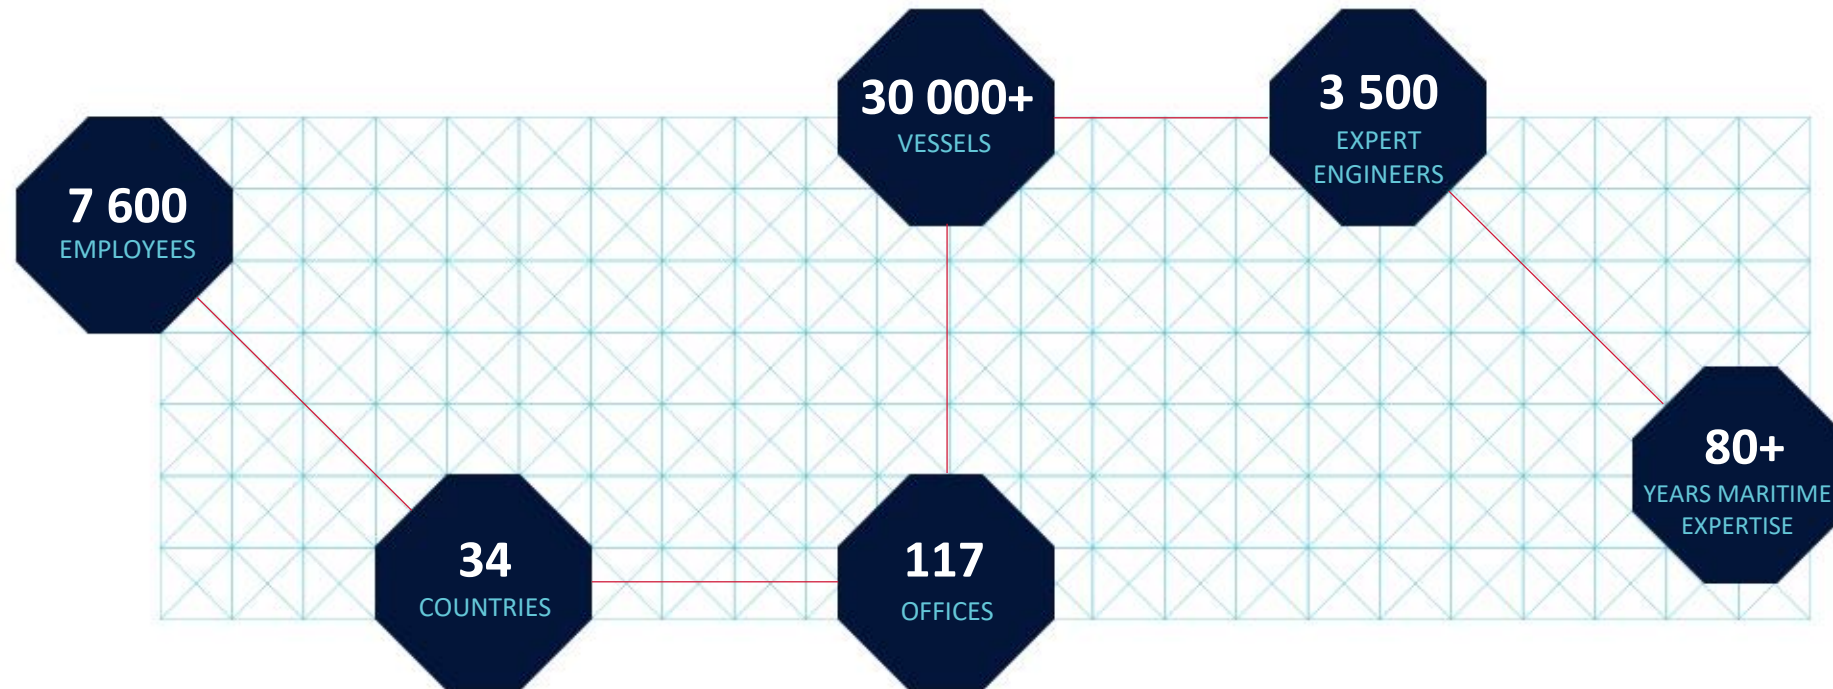 7 600
EMPLOYEES
34
COUNTRIES
117
OFFICES
30 000+
VESSELS
3 500
EXPERT
ENGINEERS
80+
YEARS MARITIME
EXPERTISE